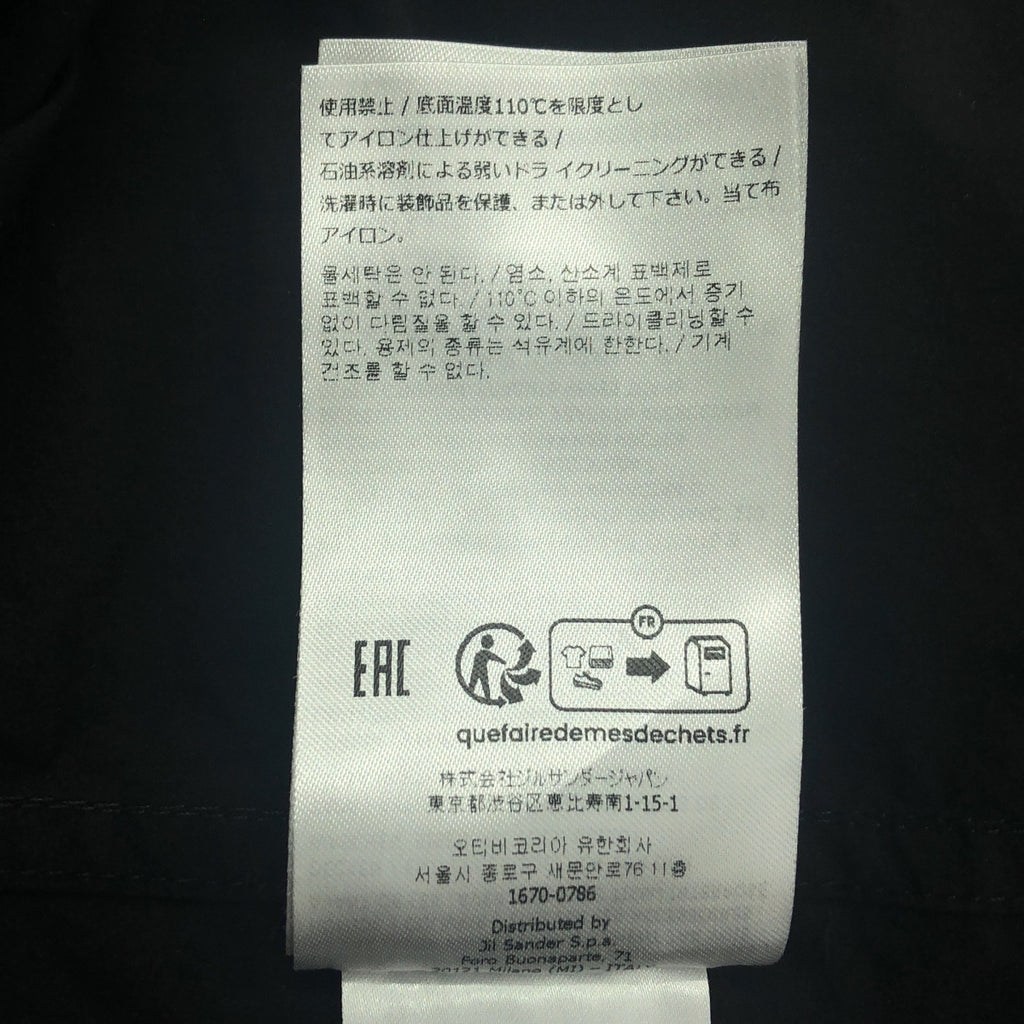 使用禁止 / 底面温度110℃を限度とし
てアイロン仕上げができる /
石油系溶剤による弱いドラ イクリーニングができる /
洗濯時に装飾品を保護、または外して下さい。当て布
アイロン。
물세탁은 안 된다. / 염소, 산소계 표백제로
표백할 수 없다. / 110°C 이하의 온도에서 증기
없이 다림질을 할 수 있다. / 드라이클리닝할 수
있다. 용제의 종류는 석유계에 한한다. / 기계
건조를 할 수 없다.
EAC
FR
quefairedemesdechets.fr
株式会社ジルサンダージャパン
東京都渋谷区恵比寿南1-15-1
오티비코리아 유한회사
서울시 종로구 새문안로76 11층
1670-0786
Distributed by
Jil Sander S.p.a.
Foro Buonaparte, 71
20121 Milano (MI) – ITALY